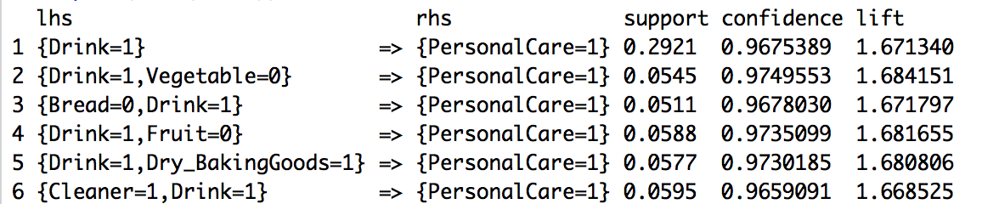 lhs rhs support confidence lift
1 {Drink=1} => {PersonalCare=1} 0.2921 0.9675389 1.671340
2 {Drink=1,Vegetable=0} => {PersonalCare=1} 0.0545 0.9749553 1.684151
3 {Bread=0,Drink=1} => {PersonalCare=1} 0.0511 0.9678030 1.671797
4 {Drink=1,Fruit=0} => {PersonalCare=1} 0.0588 0.9735099 1.681655
5 {Drink=1,Dry_BakingGoods=1} => {PersonalCare=1} 0.0577 0.9730185 1.680806
6 {Cleaner=1,Drink=1} => {PersonalCare=1} 0.0595 0.9659091 1.668525